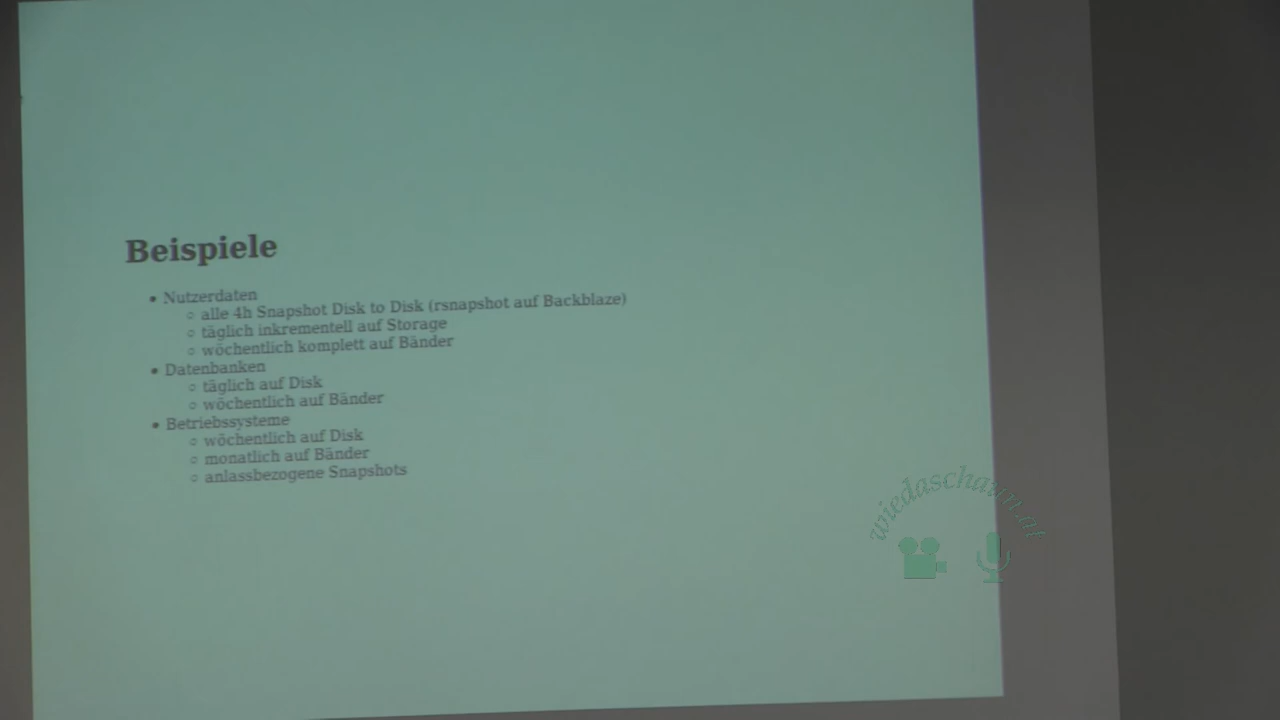 Beispiele
• Nutzerdaten
○ alle 4h Snapshot Disk to Disk (rsnapshot auf Backblaze)
○ täglich inkrementell auf Storage
○ wöchentlich komplett auf Bänder
• Datenbanken
○ täglich auf Disk
○ wöchentlich auf Bänder
• Betriebssysteme
○ wöchentlich auf Disk
○ monatlich auf Bänder
○ anlassbezogene Snapshots
wiedaschaun.at